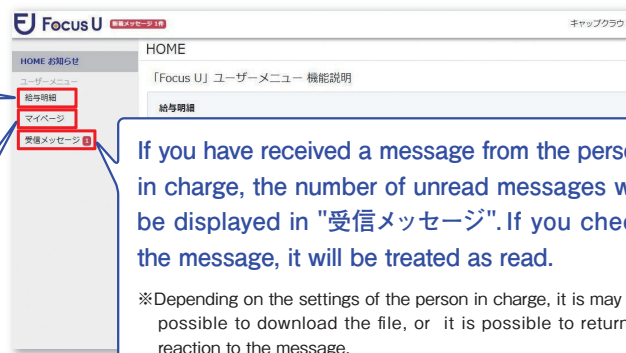 Focus U 新着メッセージ 1件
キャップクラウ
HOME
HOME お知らせ
「Focus U」ユーザーメニュー 機能説明
ユーザーメニュー
給与明細
給与明細
マイページ
受信メッセージ 1
If you have received a message from the perso
in charge, the number of unread messages w
be displayed in "受信メッセージ". If you chec
the message, it will be treated as read.
※Depending on the settings of the person in charge, it is may
possible to download the file, or it is possible to return
reaction to the message.